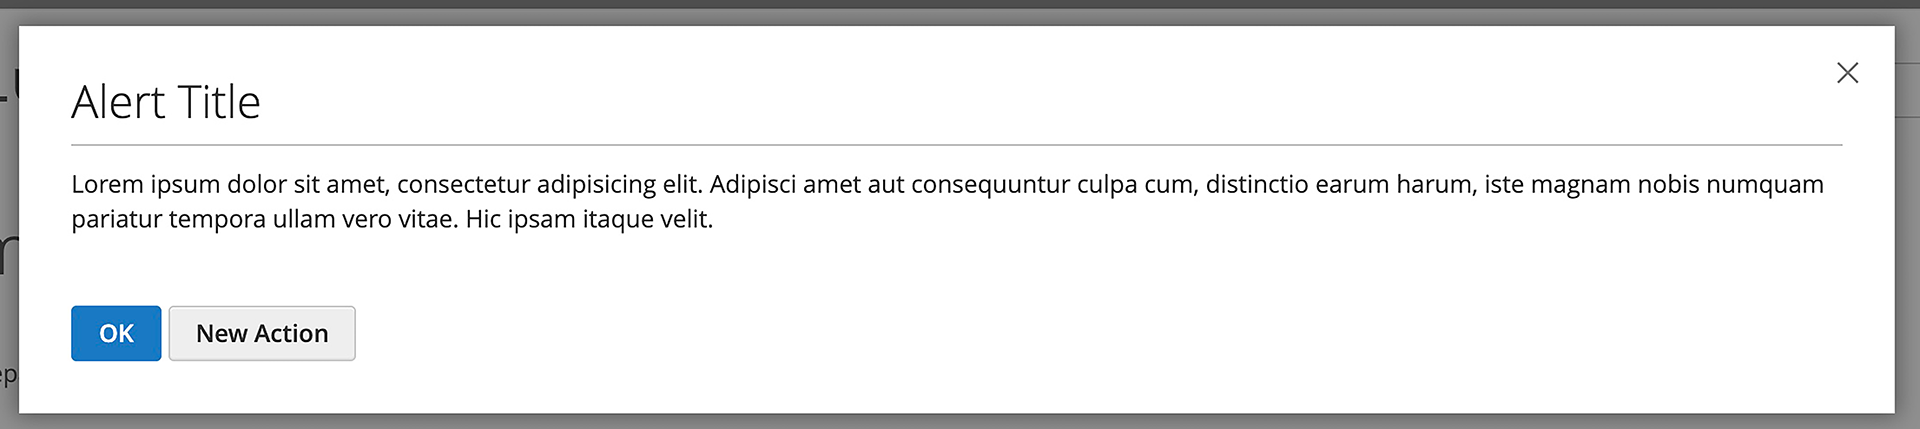 Alert Title
Lorem ipsum dolor sit amet, consectetur adipisicing elit. Adipisci amet aut consequuntur culpa cum, distinctio earum harum, iste magnam nobis numquam
pariatur tempora ullam vero vitae. Hic ipsam itaque velit.
OK
New Action